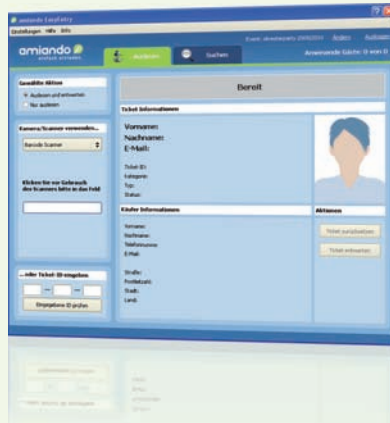 amiando EasyEntry
Einstellungen Hilfe Info
amiando
einfach eintreten.
Auslesen
Suchen
Ändern
Anwesende Gäste: 0 von 0
Gewählte Aktion
Auslesen und entwerten
Nur auslesen
Kamera/Scanner verwenden...
Barcode Scanner
Klicken Sie vor Gebrauch
des Scanners bitte in das Feld
...oder Ticket-ID eingeben
Eingegebene ID prüfen
Bereit
Ticket Informationen
Vorname:
Nachname:
E-Mail:
Ticket ID:
Kategorie:
Typ:
Status:
Käufer Informationen
Vorname:
Nachname:
Telefonnummer:
E-Mail:
Straße:
Postleitzahl:
Stadt:
Land:
Aktionen
Ticket zurücksetzen
Ticket entwerten